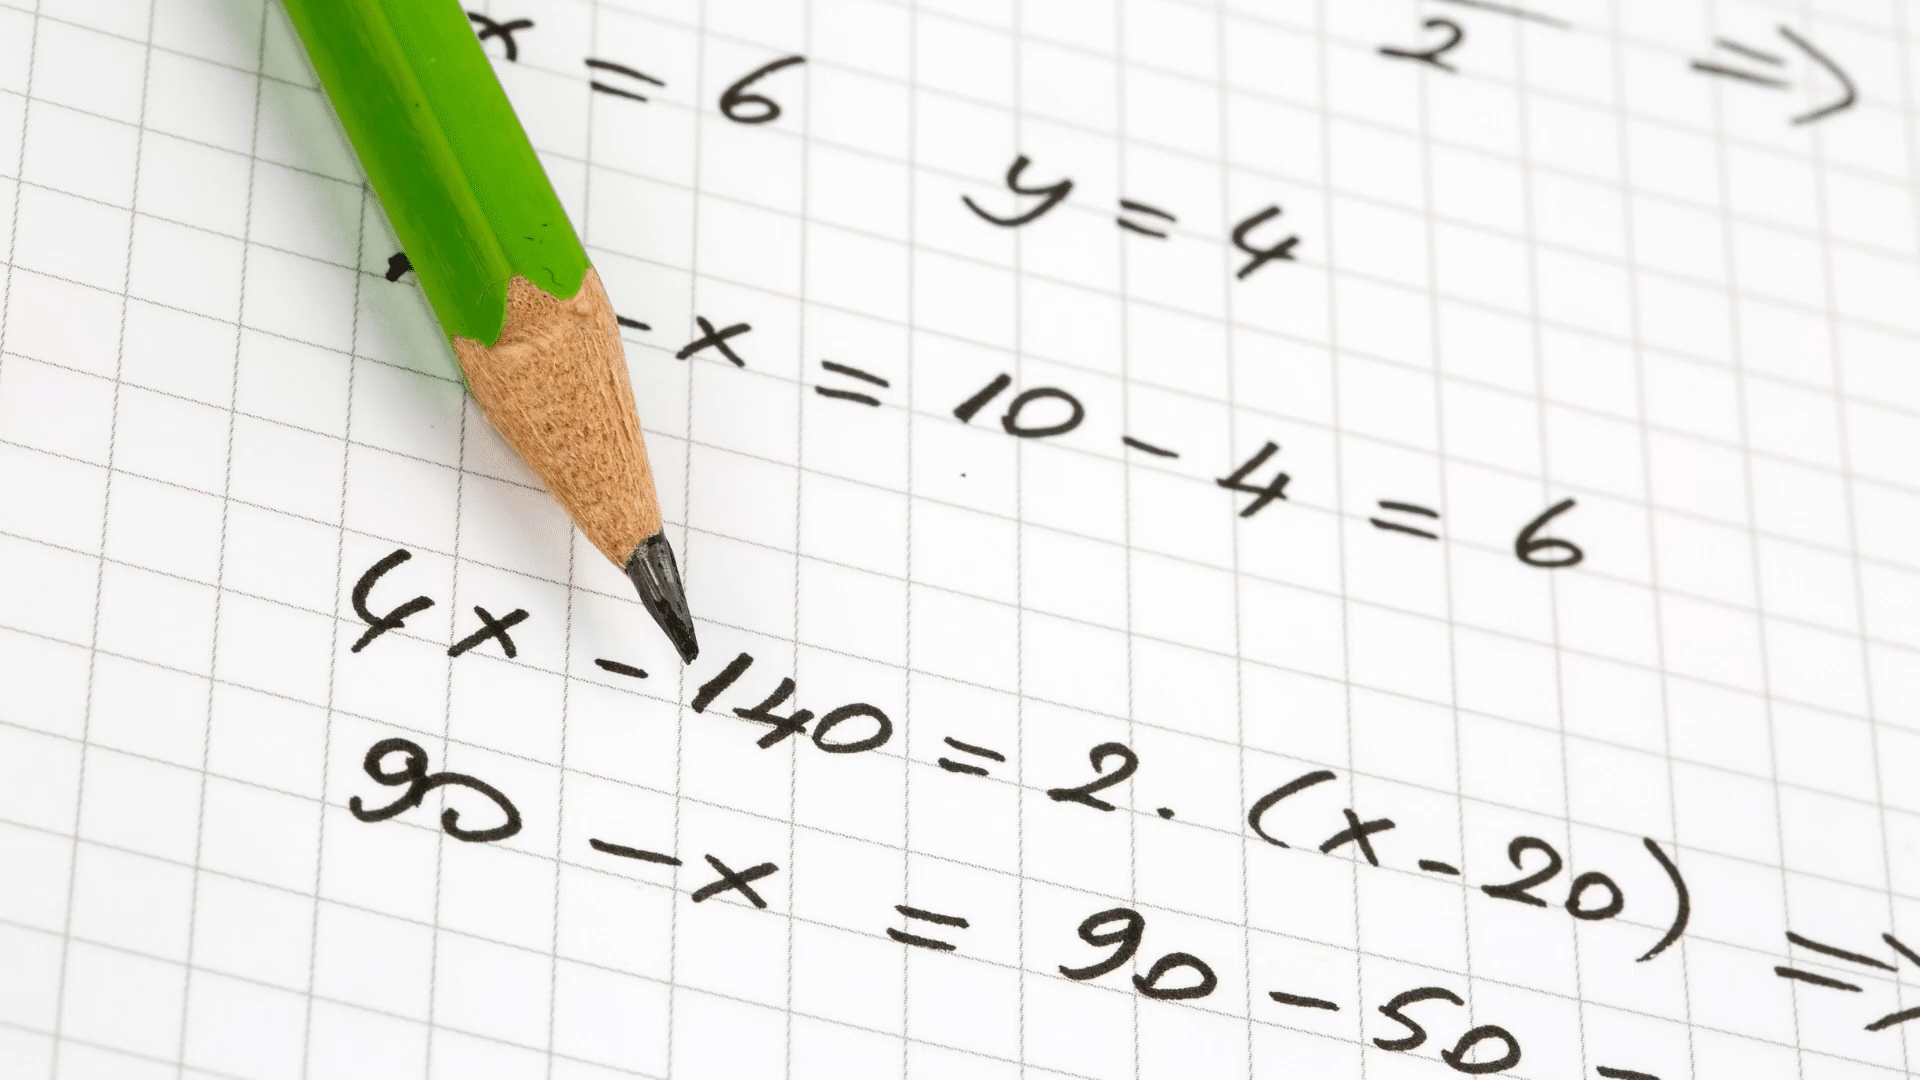 x = 6
2 =>
y = 4
- x = 10 - 4 = 6
4x - 140 = 2. (x - 20) =>
90 - x = 90 - 50 -